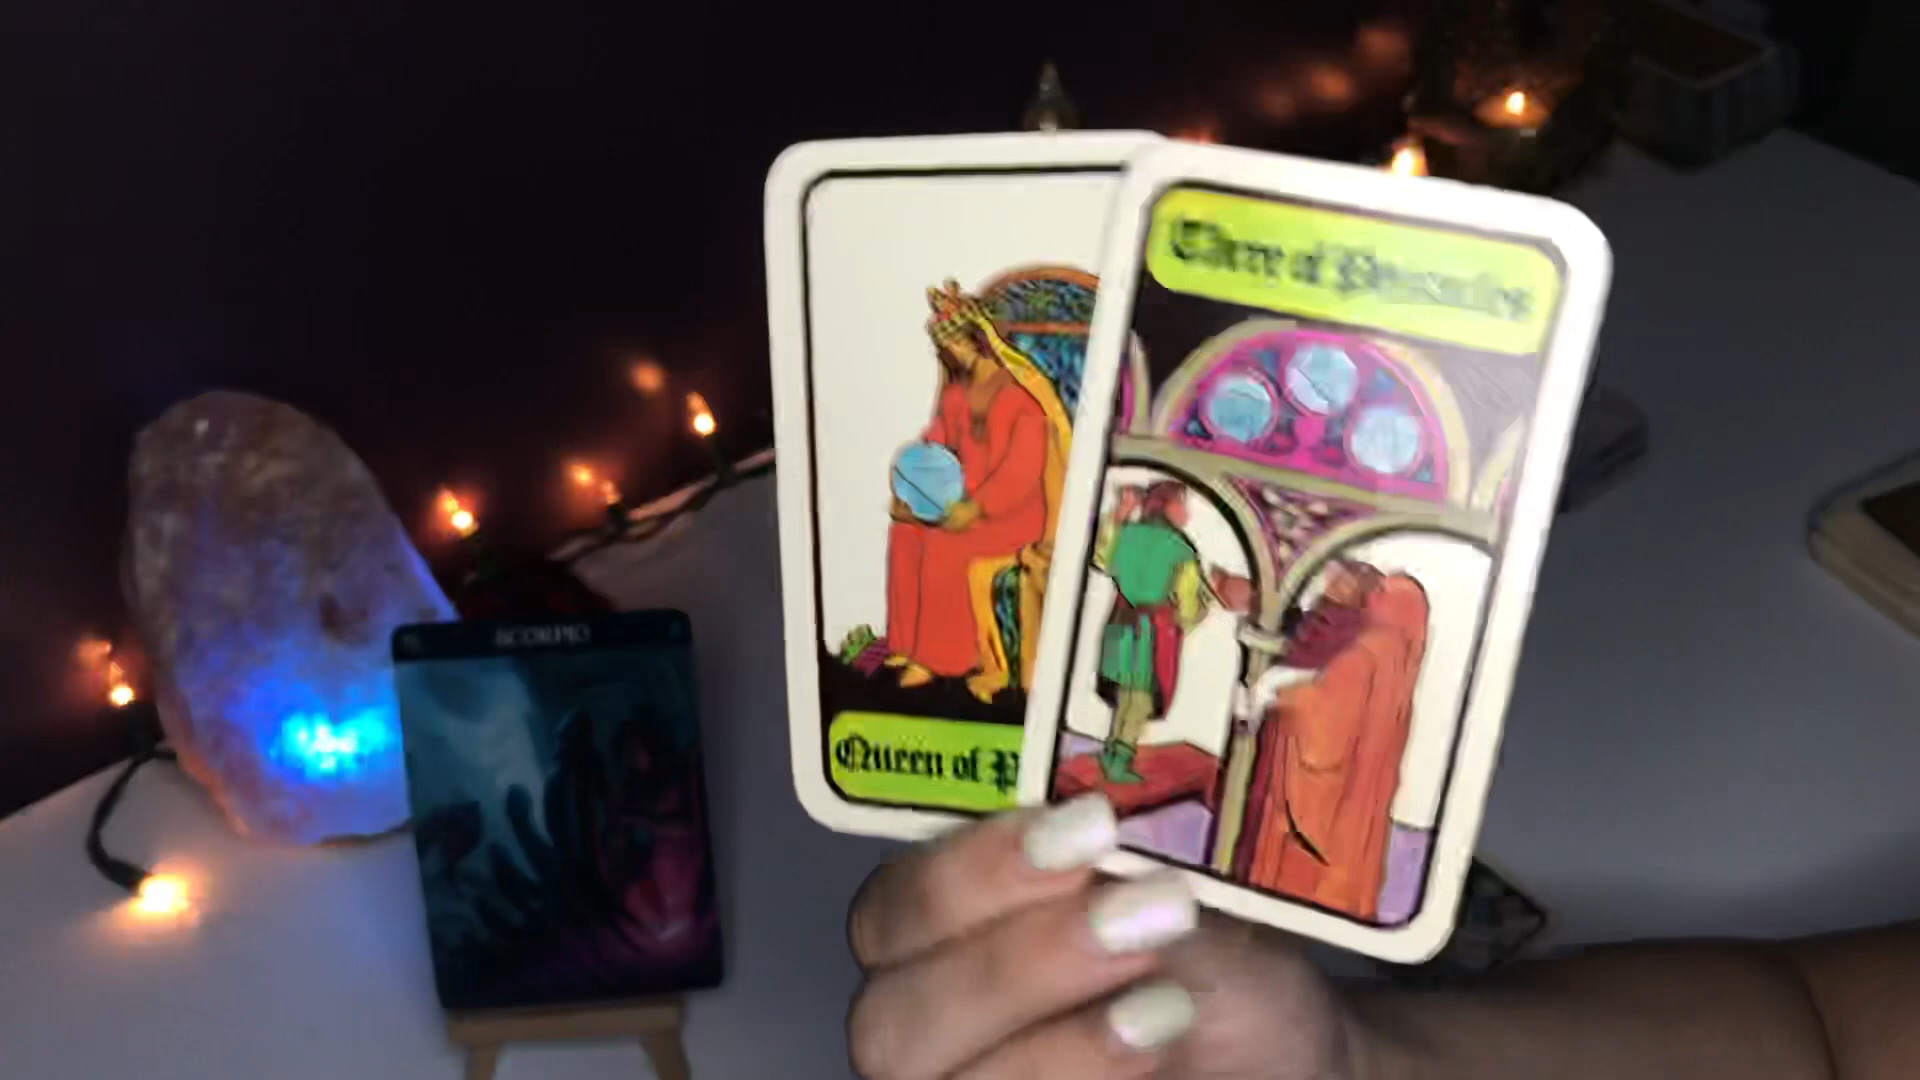 SCORPIO
Three of Pentacles
Queen of P